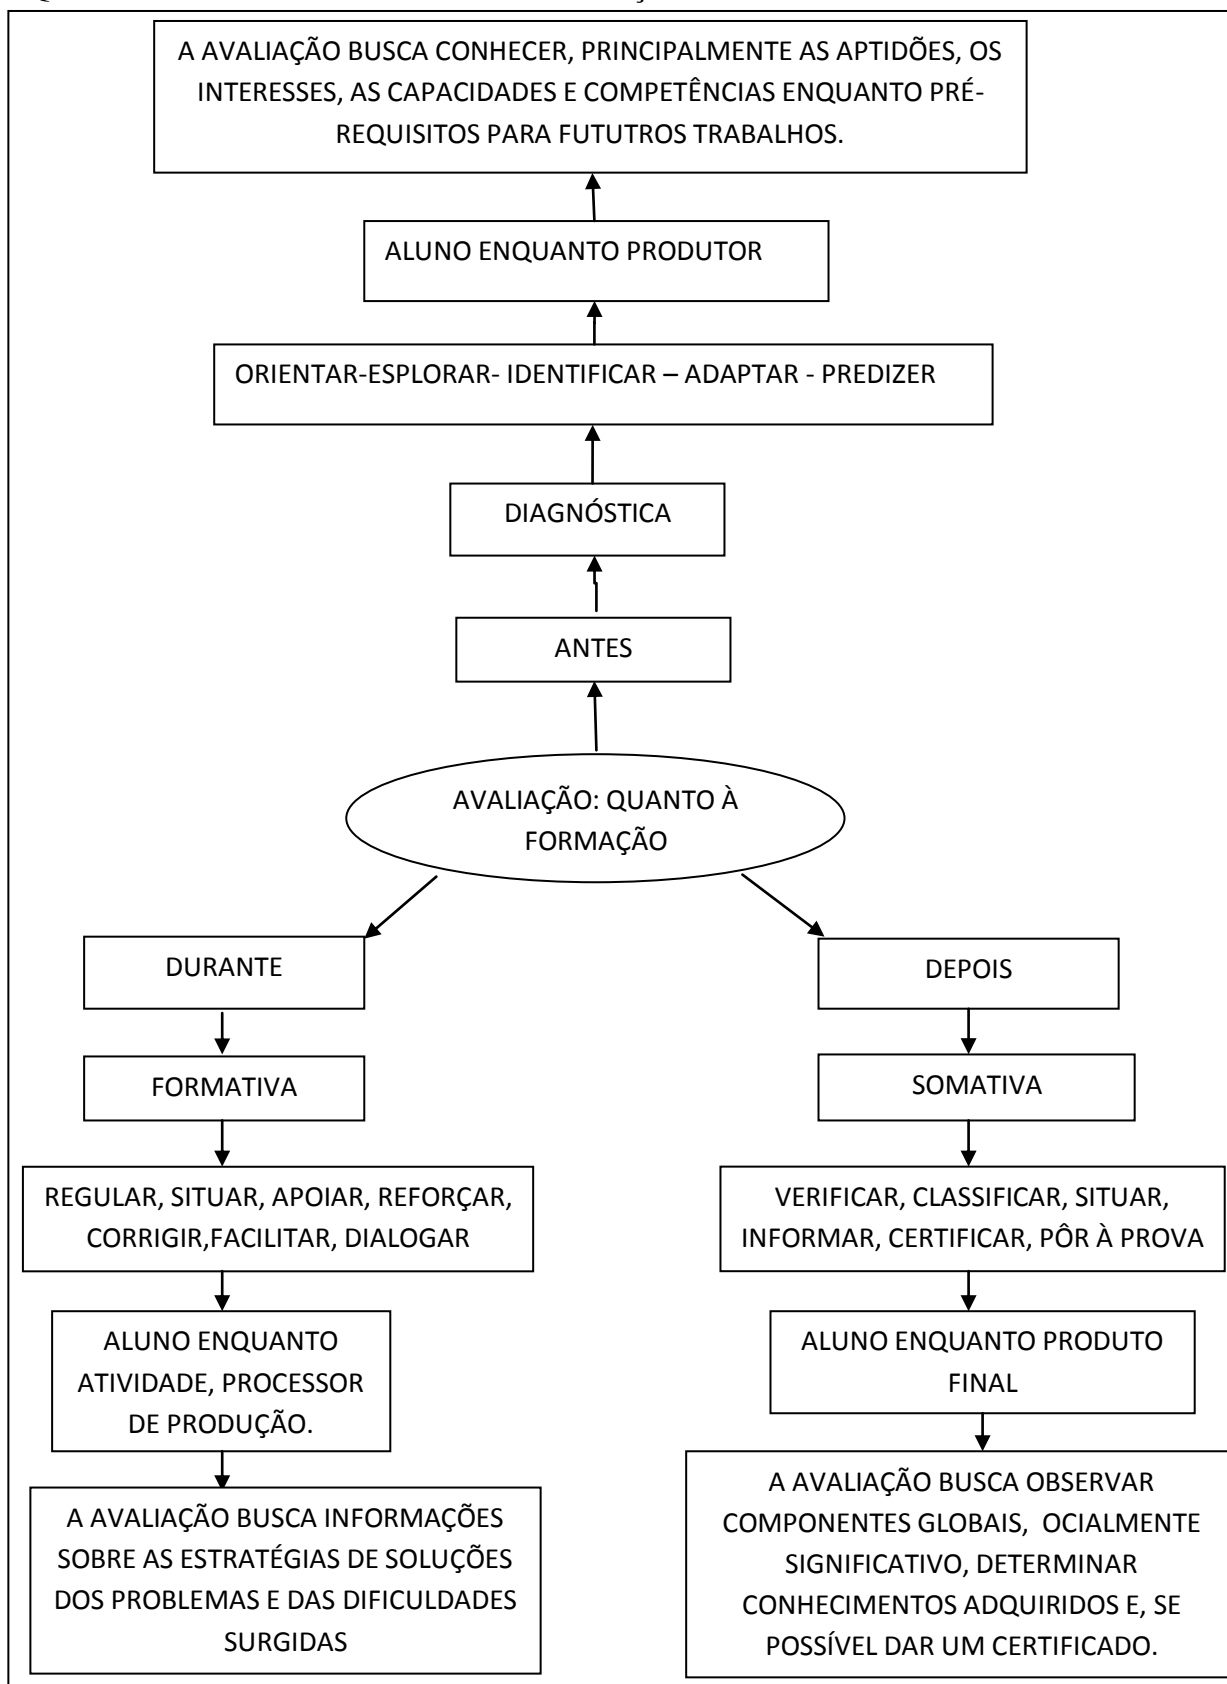 A AVALIAÇÃO BUSCA CONHECER, PRINCIPALMENTE AS APTIDÕES, OS
INTERESSES, AS CAPACIDADES E COMPETÊNCIAS ENQUANTO PRÉ-
REQUISITOS PARA FUTUTROS TRABALHOS.
ALUNO ENQUANTO PRODUTOR
ORIENTAR-ESPLORAR- IDENTIFICAR – ADAPTAR - PREDIZER
DIAGNÓSTICA
ANTES
AVALIAÇÃO: QUANTO À
FORMAÇÃO
DURANTE
FORMATIVA
REGULAR, SITUAR, APOIAR, REFORÇAR,
CORRIGIR,FACILITAR, DIALOGAR
ALUNO ENQUANTO
ATIVIDADE, PROCESSOR
DE PRODUÇÃO.
A AVALIAÇÃO BUSCA INFORMAÇÕES
SOBRE AS ESTRATÉGIAS DE SOLUÇÕES
DOS PROBLEMAS E DAS DIFICULDADES
SURGIDAS
DEPOIS
SOMATIVA
VERIFICAR, CLASSIFICAR, SITUAR,
INFORMAR, CERTIFICAR, PÔR À PROVA
ALUNO ENQUANTO PRODUTO
FINAL
A AVALIAÇÃO BUSCA OBSERVAR
COMPONENTES GLOBAIS,  OCIALMENTE
SIGNIFICATIVO, DETERMINAR
CONHECIMENTOS ADQUIRIDOS E, SE
POSSÍVEL DAR UM CERTIFICADO.